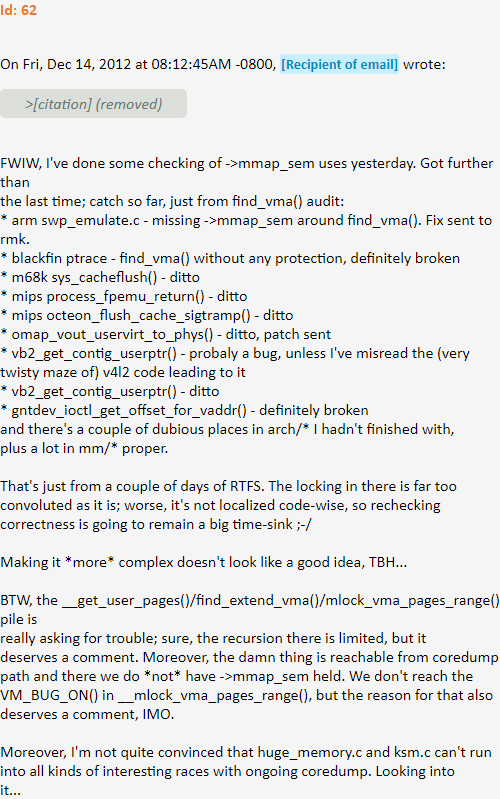 Id: 62
On Fri, Dec 14, 2012 at 08:12:45AM -0800, [Recipient of email] wrote:
>[citation] (removed)
FWIW, I've done some checking of ->mmap_sem uses yesterday. Got further
than
the last time; catch so far, just from find_vma() audit:
* arm swp_emulate.c - missing ->mmap_sem around find_vma(). Fix sent to
rmk.
* blackfin ptrace - find_vma() without any protection, definitely broken
* m68k sys_cacheflush() - ditto
* mips process_fpemu_return() - ditto
* mips octeon_flush_cache_sigtramp() - ditto
* omap_vout_uservirt_to_phys() - ditto, patch sent
* vb2_get_contig_userptr() - probaly a bug, unless I've misread the (very
twisty maze of) v4l2 code leading to it
* vb2_get_contig_userptr() - ditto
* gntdev_ioctl_get_offset_for_vaddr() - definitely broken
and there's a couple of dubious places in arch/* I hadn't finished with,
plus a lot in mm/* proper.
That's just from a couple of days of RTFS. The locking in there is far too
convoluted as it is; worse, it's not localized code-wise, so rechecking
correctness is going to remain a big time-sink ;-/
Making it *more* complex doesn't look like a good idea, TBH...
BTW, the __get_user_pages()/find_extend_vma()/mlock_vma_pages_range()
pile is
really asking for trouble; sure, the recursion there is limited, but it
deserves a comment. Moreover, the damn thing is reachable from coredump
path and there we do *not* have ->mmap_sem held. We don't reach the
VM_BUG_ON() in __mlock_vma_pages_range(), but the reason for that also
deserves a comment, IMO.
Moreover, I'm not quite convinced that huge_memory.c and ksm.c can't run
into all kinds of interesting races with ongoing coredump. Looking into
it...